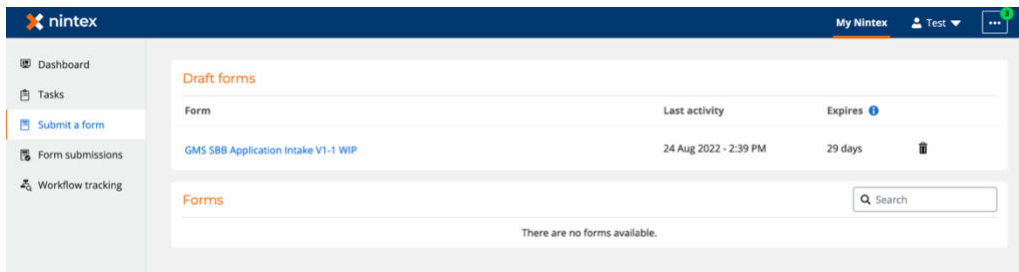 nintex
My Nintex
Test
3
Dashboard
Tasks
Submit a form
Form submissions
Workflow tracking
Draft forms
Form Last activity Expires
GMS SBB Application Intake V1-1 WIP 24 Aug 2022 - 2:39 PM 29 days
Forms
Search
There are no forms available.